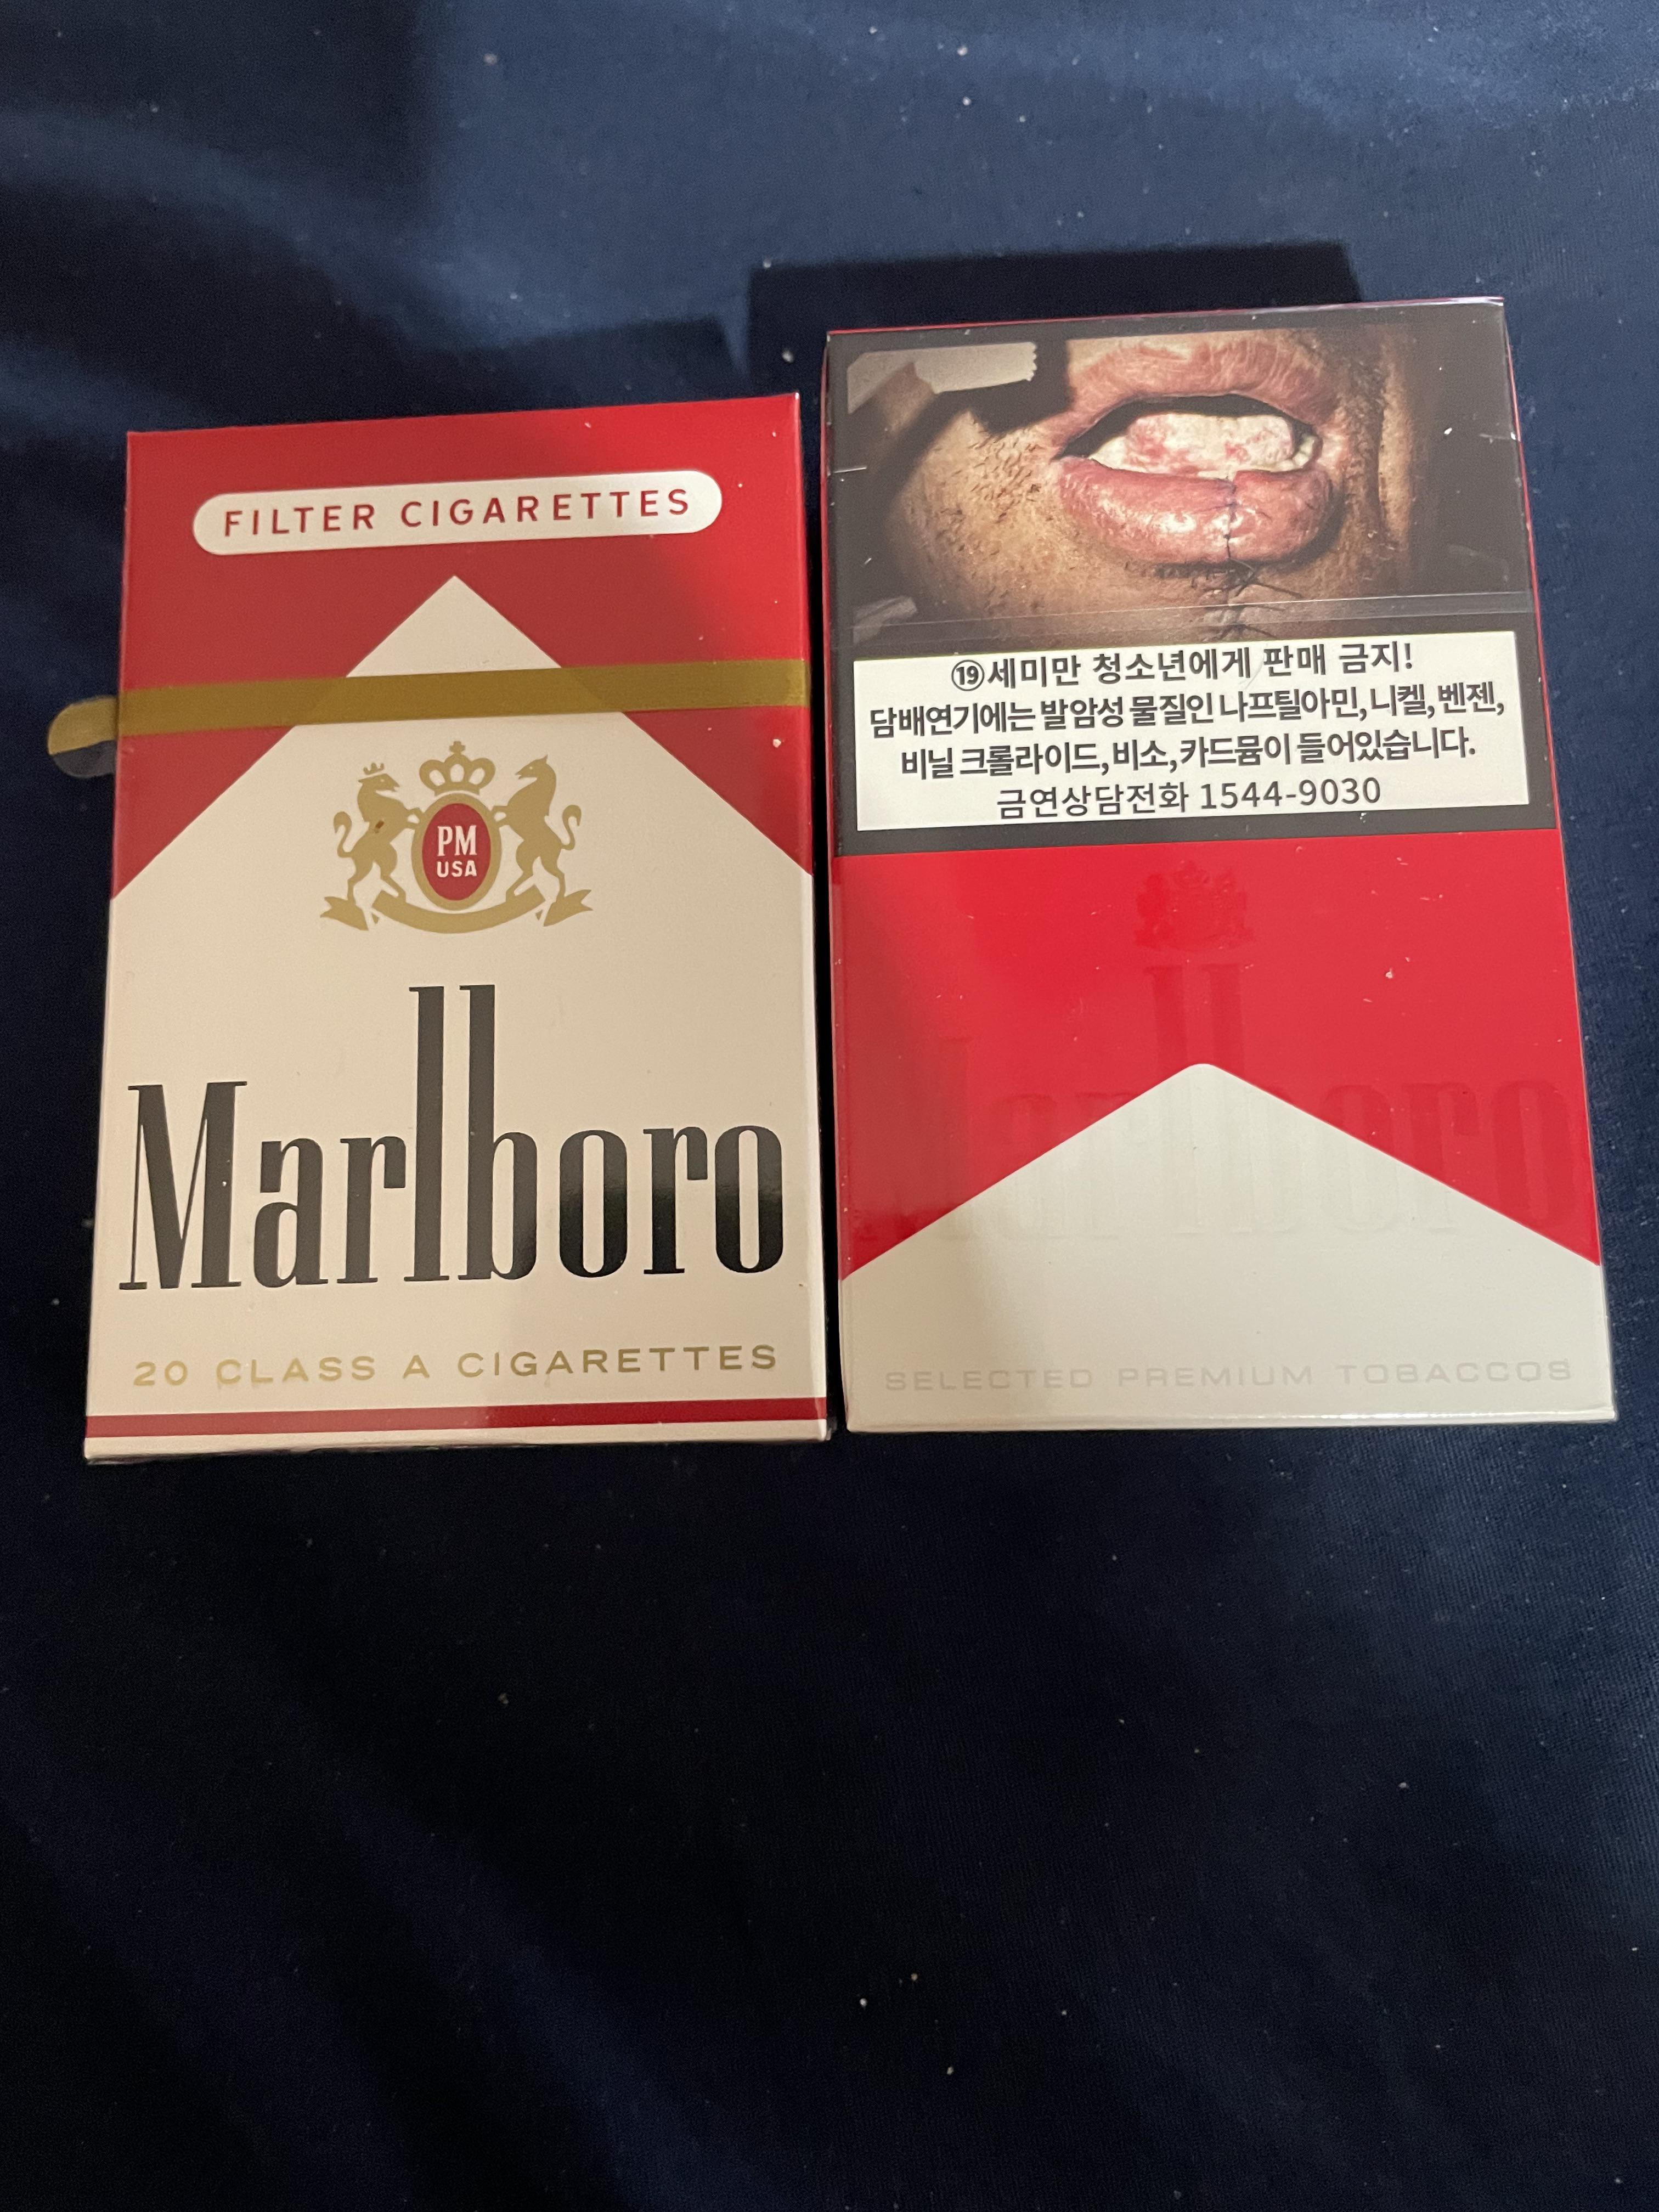 FILTER CIGARETTES
PM
USA
Marlboro
20 CLASS A CIGARETTES
⑲세미만 청소년에게 판매 금지!
담배연기에는 발암성 물질인 나프틸아민, 니켈, 벤젠,
비닐 크롤라이드, 비소, 카드뮴이 들어있습니다.
금연상담전화 1544-9030
Marlboro
SELECTED PREMIUM TOBACCOS